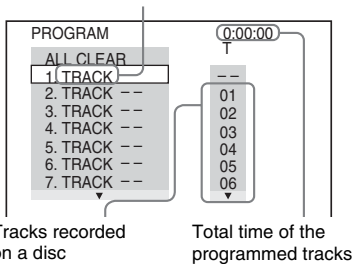 PROGRAM 0:00:00
T
ALL CLEAR
1. TRACK – –
2. TRACK – – 01
3. TRACK – – 02
4. TRACK – – 03
5. TRACK – – 04
6. TRACK – – 05
7. TRACK – – 06
Tracks recorded
on a disc
Total time of the
programmed tracks